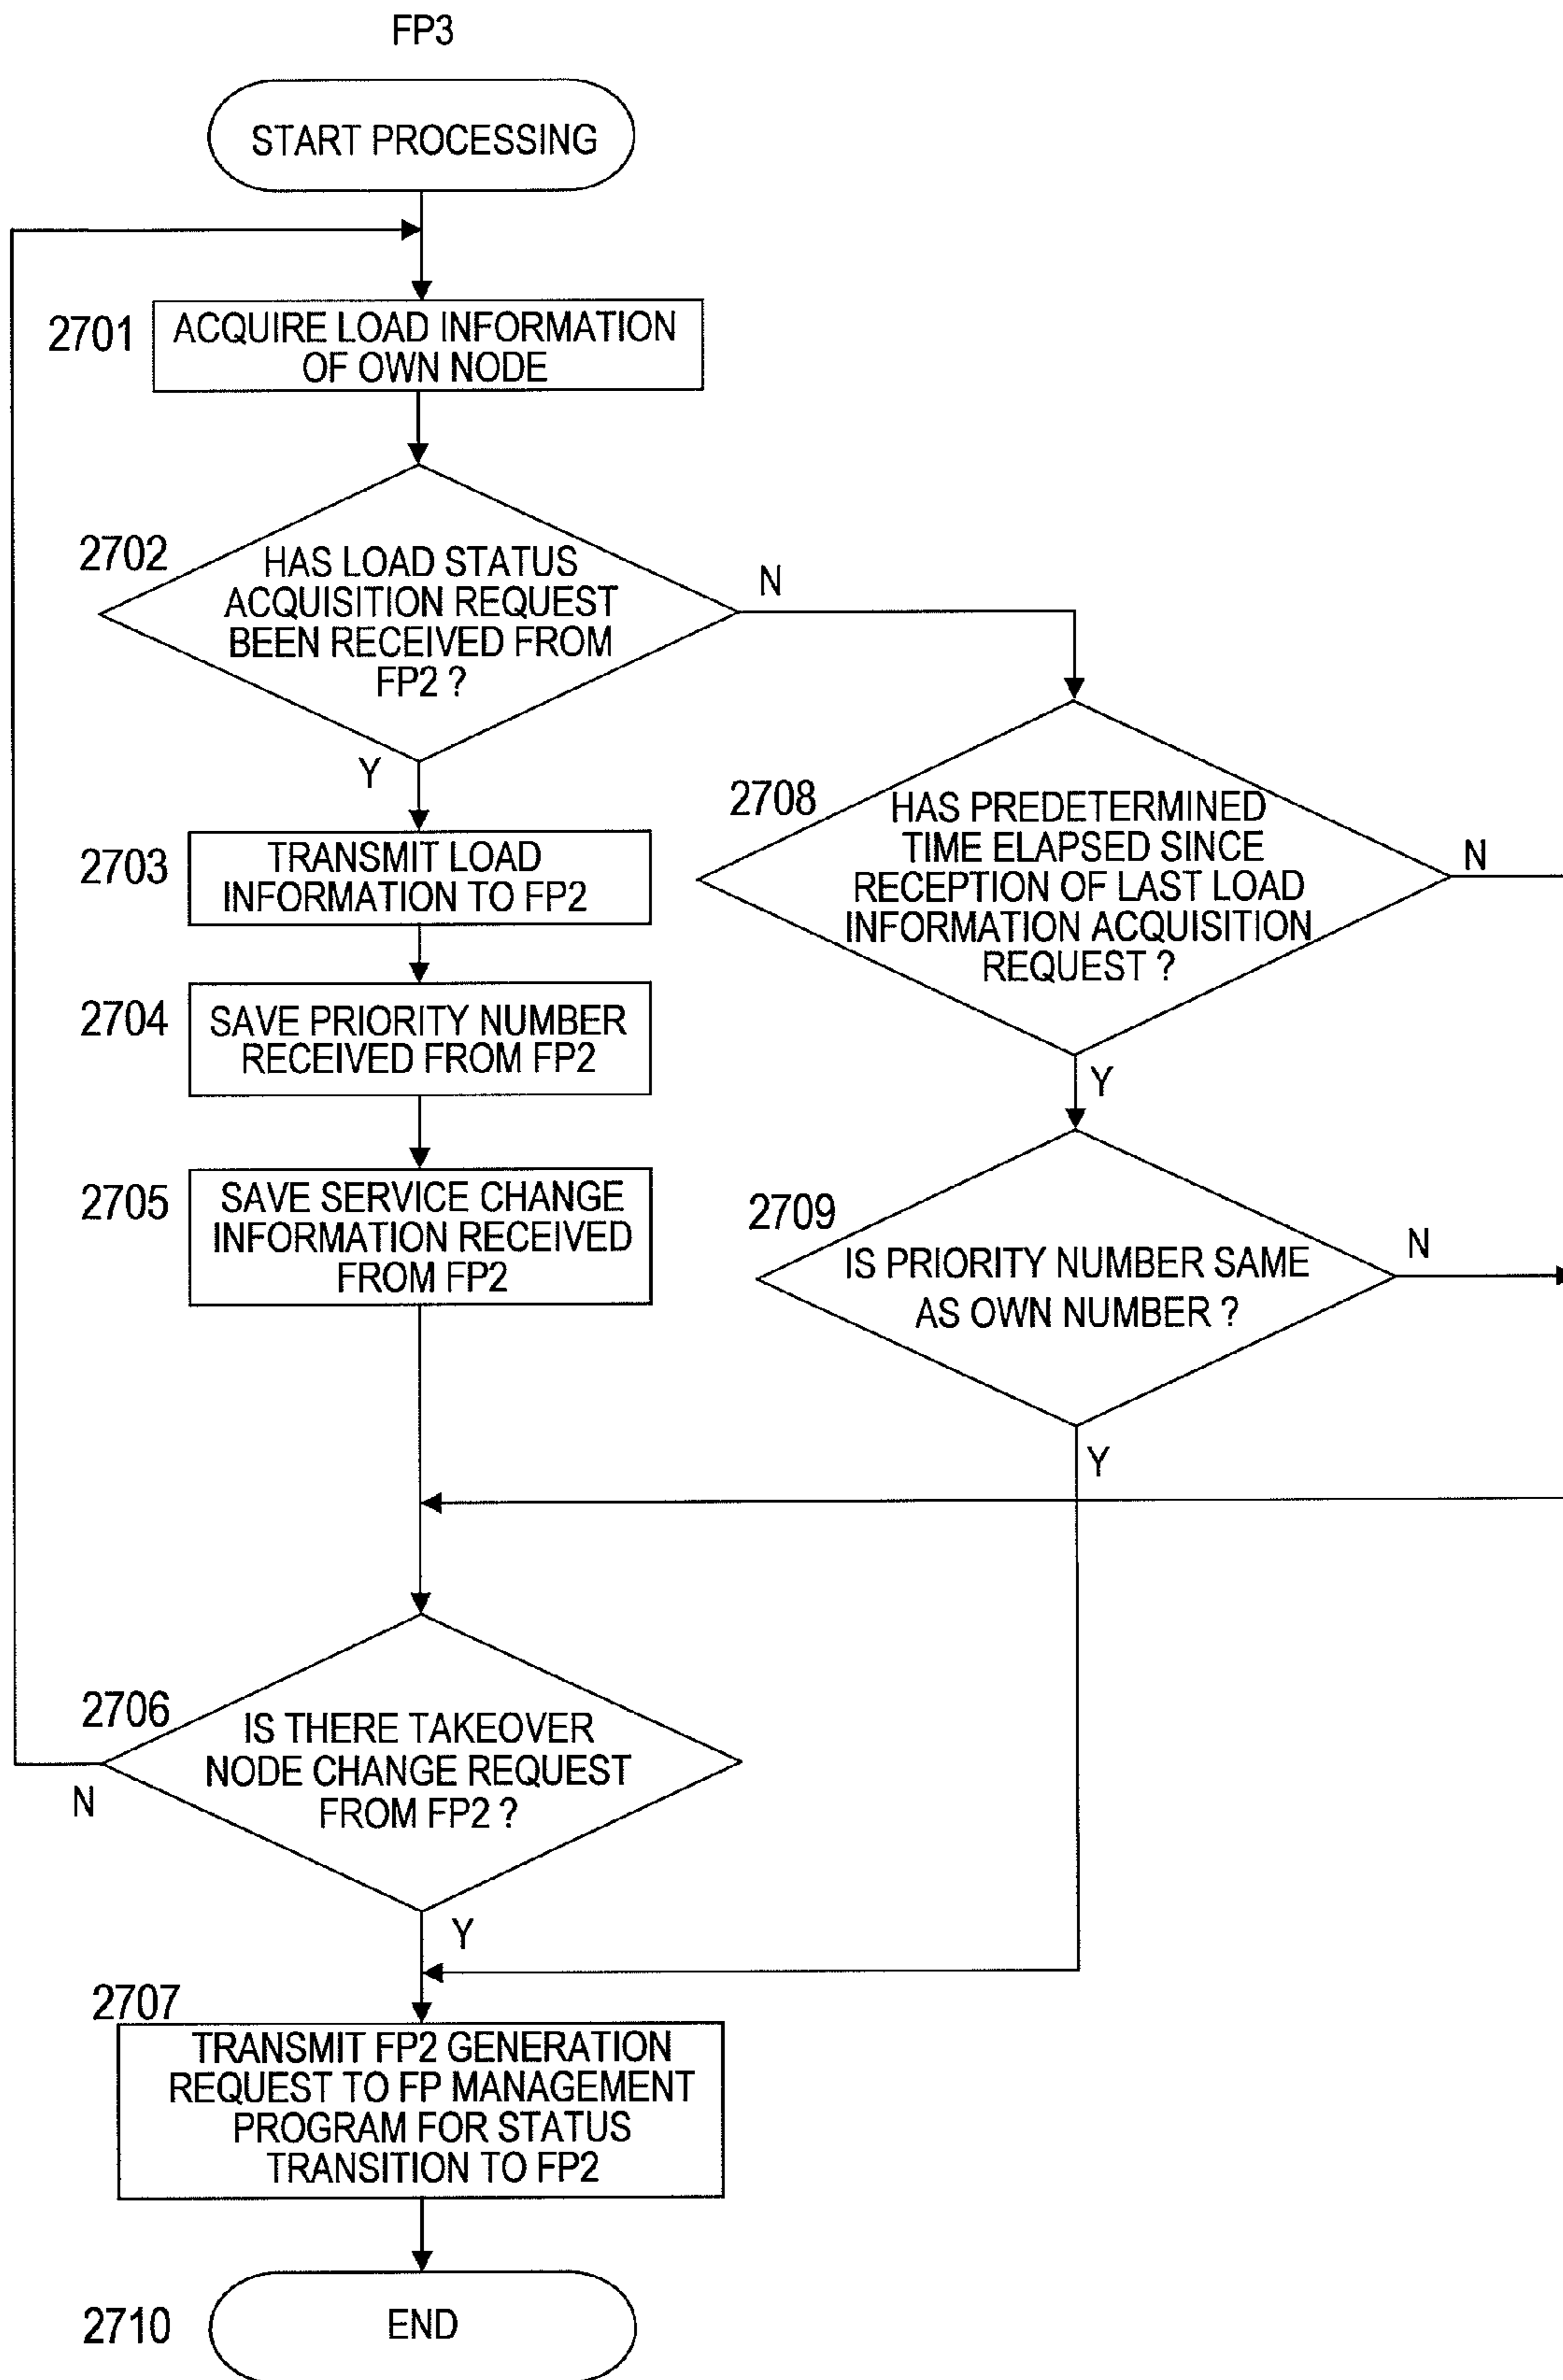 FP3
START PROCESSING
2701
ACQUIRE LOAD INFORMATION
OF OWN NODE
2702
HAS LOAD STATUS
ACQUISITION REQUEST
BEEN RECEIVED FROM
FP2 ?
N
Y
2703
TRANSMIT LOAD
INFORMATION TO FP2
2704
SAVE PRIORITY NUMBER
RECEIVED FROM FP2
2705
SAVE SERVICE CHANGE
INFORMATION RECEIVED
FROM FP2
2708
HAS PREDETERMINED
TIME ELAPSED SINCE
RECEPTION OF LAST LOAD
INFORMATION ACQUISITION
REQUEST ?
N
Y
2709
IS PRIORITY NUMBER SAME
AS OWN NUMBER ?
N
Y
2706
IS THERE TAKEOVER
NODE CHANGE REQUEST
FROM FP2 ?
N
Y
2707
TRANSMIT FP2 GENERATION
REQUEST TO FP MANAGEMENT
PROGRAM FOR STATUS
TRANSITION TO FP2
2710
END